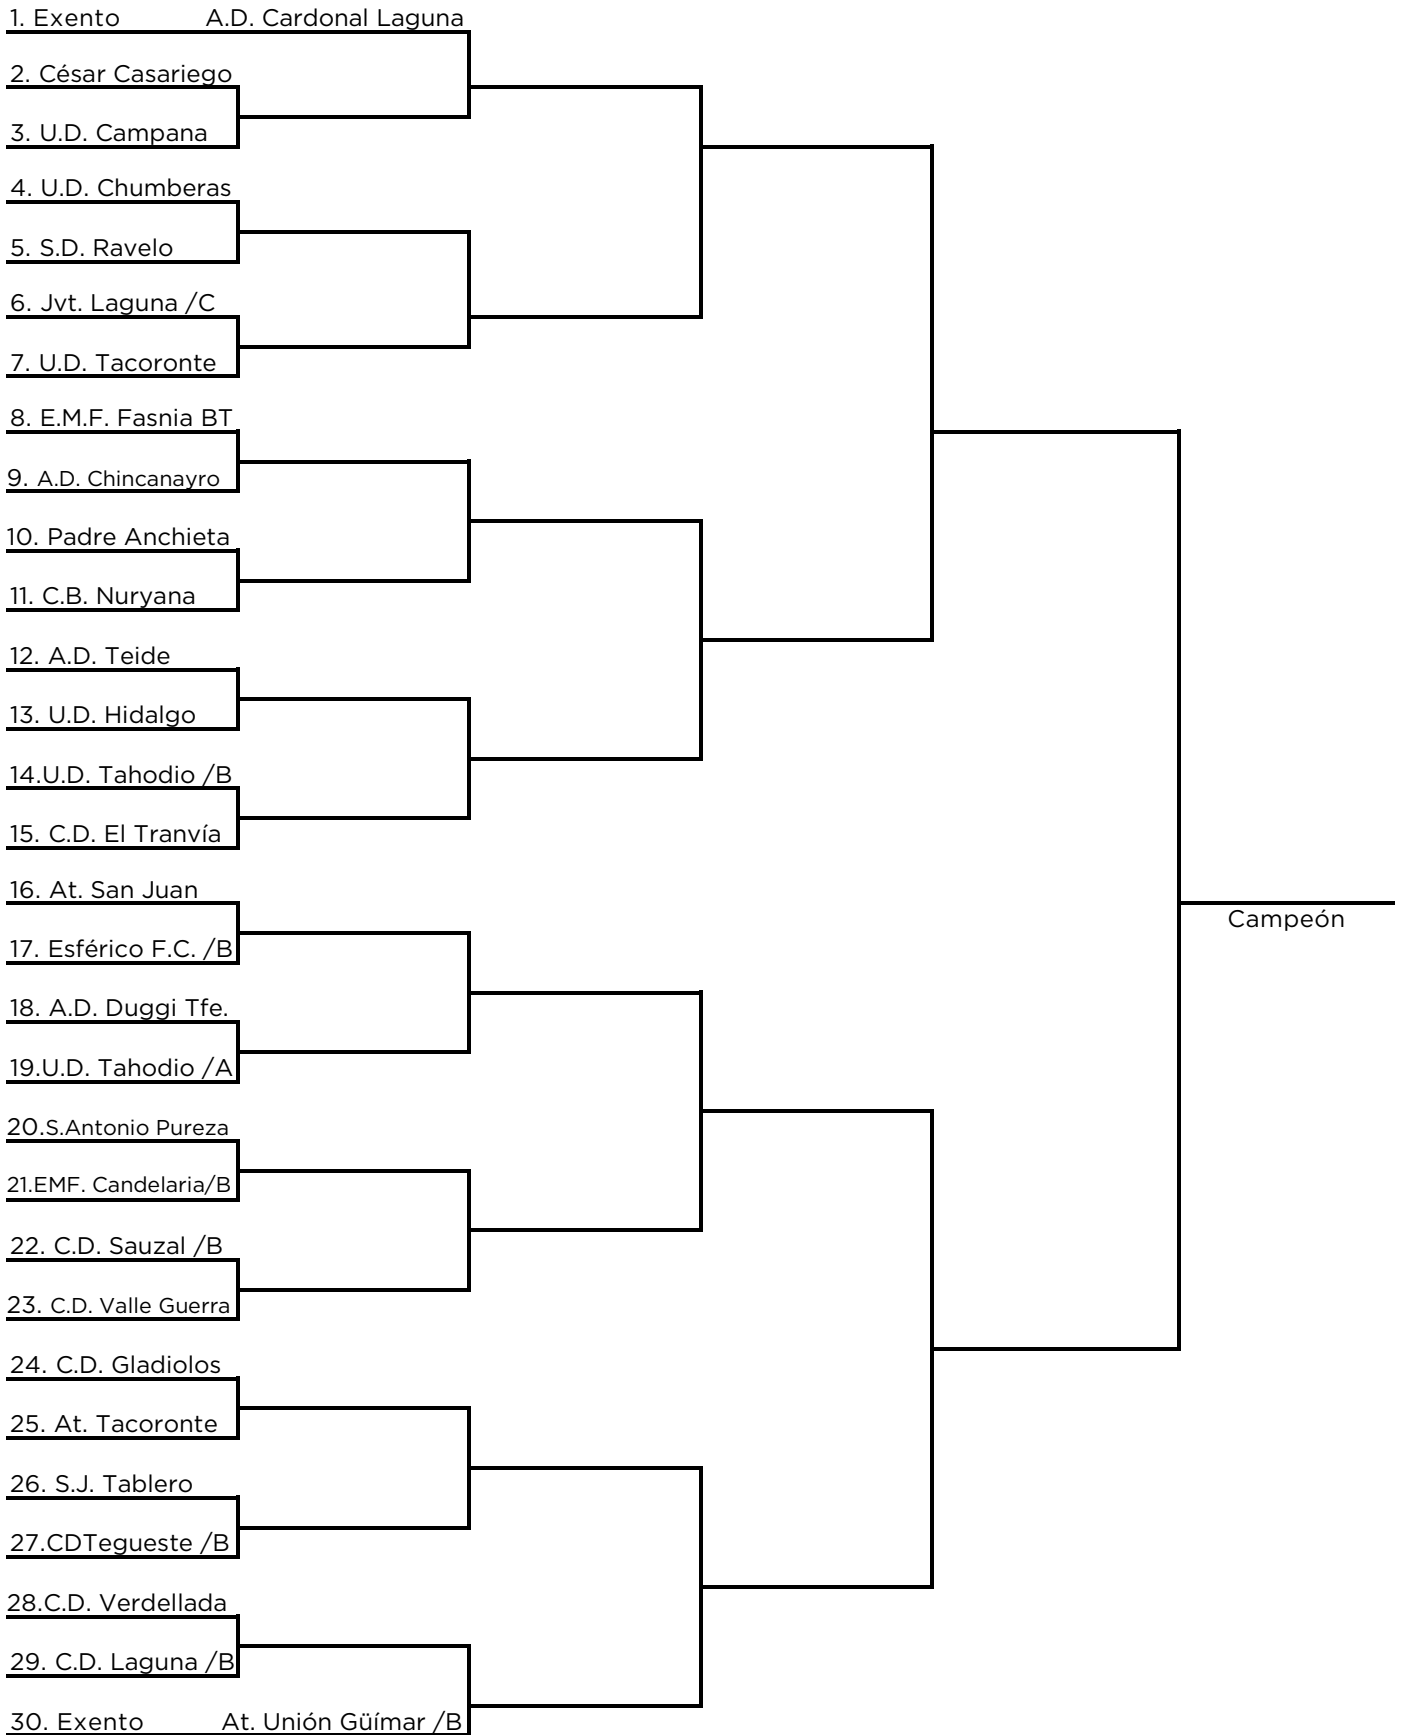 1. Exento A.D. Cardonal Laguna
2. César Casariego
3. U.D. Campana
4. U.D. Chumberas
5. S.D. Ravelo
6. Jvt. Laguna /C
7. U.D. Tacoronte
8. E.M.F. Fasnia BT
9. A.D. Chincanayro
10. Padre Anchieta
11. C.B. Nuryana
12. A.D. Teide
13. U.D. Hidalgo
14.U.D. Tahodio /B
15. C.D. El Tranvía
16. At. San Juan
Campeón
17. Esférico F.C. /B
18. A.D. Duggi Tfe.
19.U.D. Tahodio /A
20.S.Antonio Pureza
21.EMF. Candelaria/B
22. C.D. Sauzal /B
23. C.D. Valle Guerra
24. C.D. Gladiolos
25. At. Tacoronte
26. S.J. Tablero
27.CDTegueste /B
28.C.D. Verdellada
29. C.D. Laguna /B
30. Exento At. Unión Güímar /B